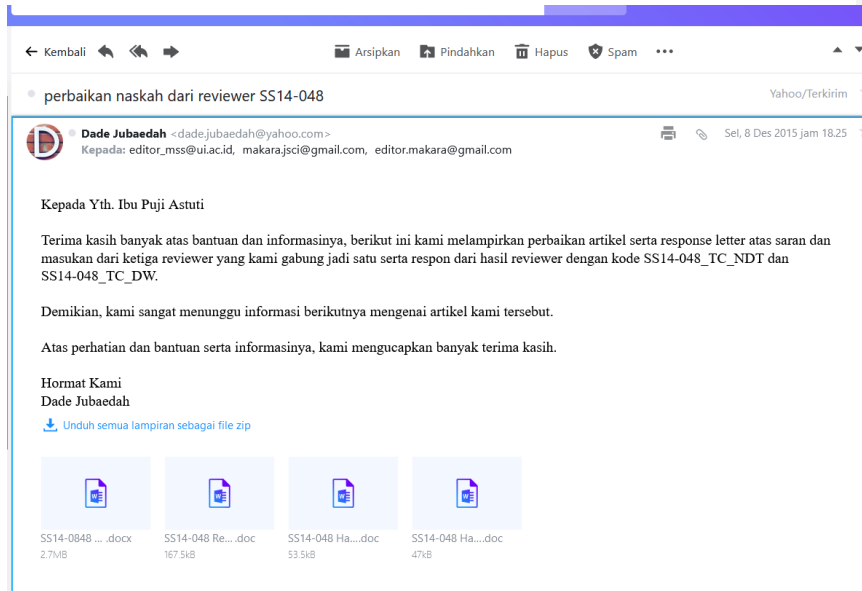 Kembali
Arsipkan
Pindahkan
Hapus
Spam
perbaikan naskah dari reviewer SS14-048
Yahoo/Terkirim
D
Dade Jubaedah <dade.jubaedah@yahoo.com>
Sel, 8 Des 2015 jam 18.25
Kepada: editor_mss@ui.ac.id, makara.jsci@gmail.com, editor.makara@gmail.com
Kepada Yth. Ibu Puji Astuti
Terima kasih banyak atas bantuan dan informasinya, berikut ini kami melampirkan perbaikan artikel serta response letter atas saran dan
masukan dari ketiga reviewer yang kami gabung jadi satu serta respon dari hasil reviewer dengan kode SS14-048_TC_NDT dan
SS14-048_TC_DW.
Demikian, kami sangat menunggu informasi berikutnya mengenai artikel kami tersebut.
Atas perhatian dan bantuan serta informasinya, kami mengucapkan banyak terima kasih.
Hormat Kami
Dade Jubaedah
Unduh semua lampiran sebagai file zip
SS14-0848 ... .docx
2.7MB
SS14-048 Re... .doc
167.5kB
SS14-048 Ha....doc
53.5kB
SS14-048 Ha....doc
47kB